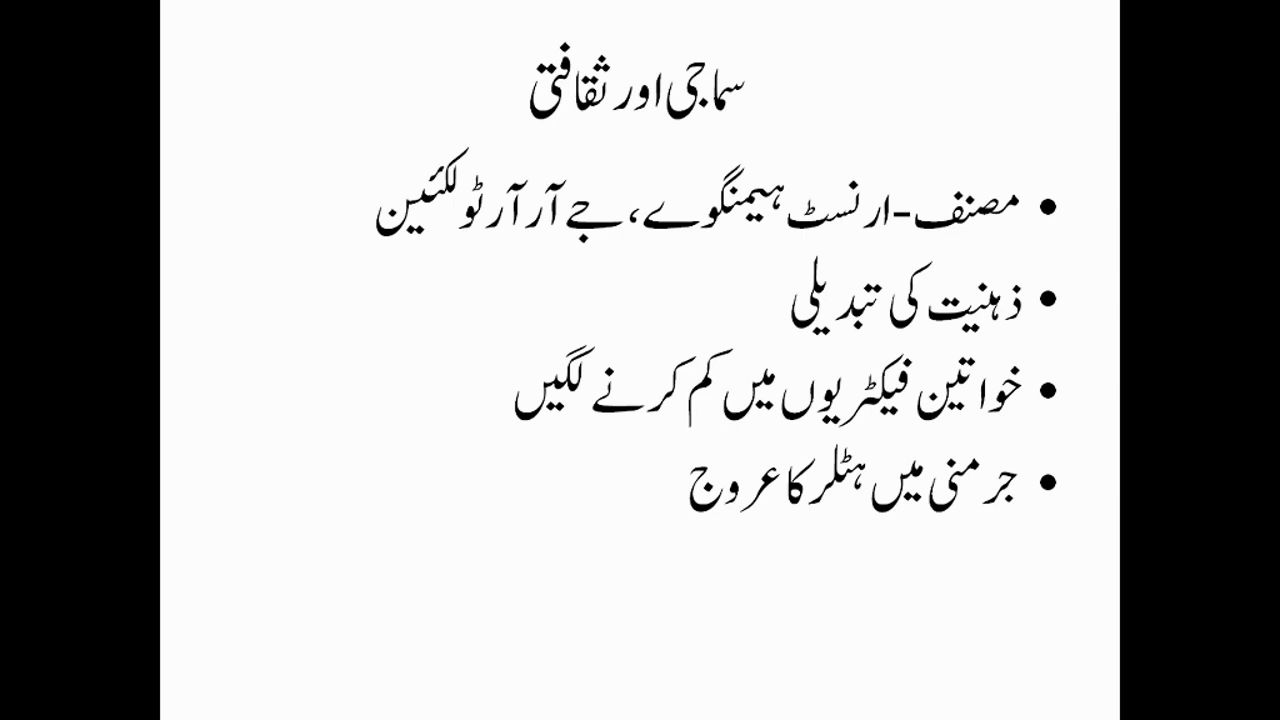 سماجی اور ثقافتی
• مصنف-ارنسٹ ہیمنگوے، جے آر آر ٹولکئین
• ذہنیت کی تبدیلی
• خواتین فیکٹریوں میں کم کرنے لگیں
• جرمنی میں ہٹلر کا عروج